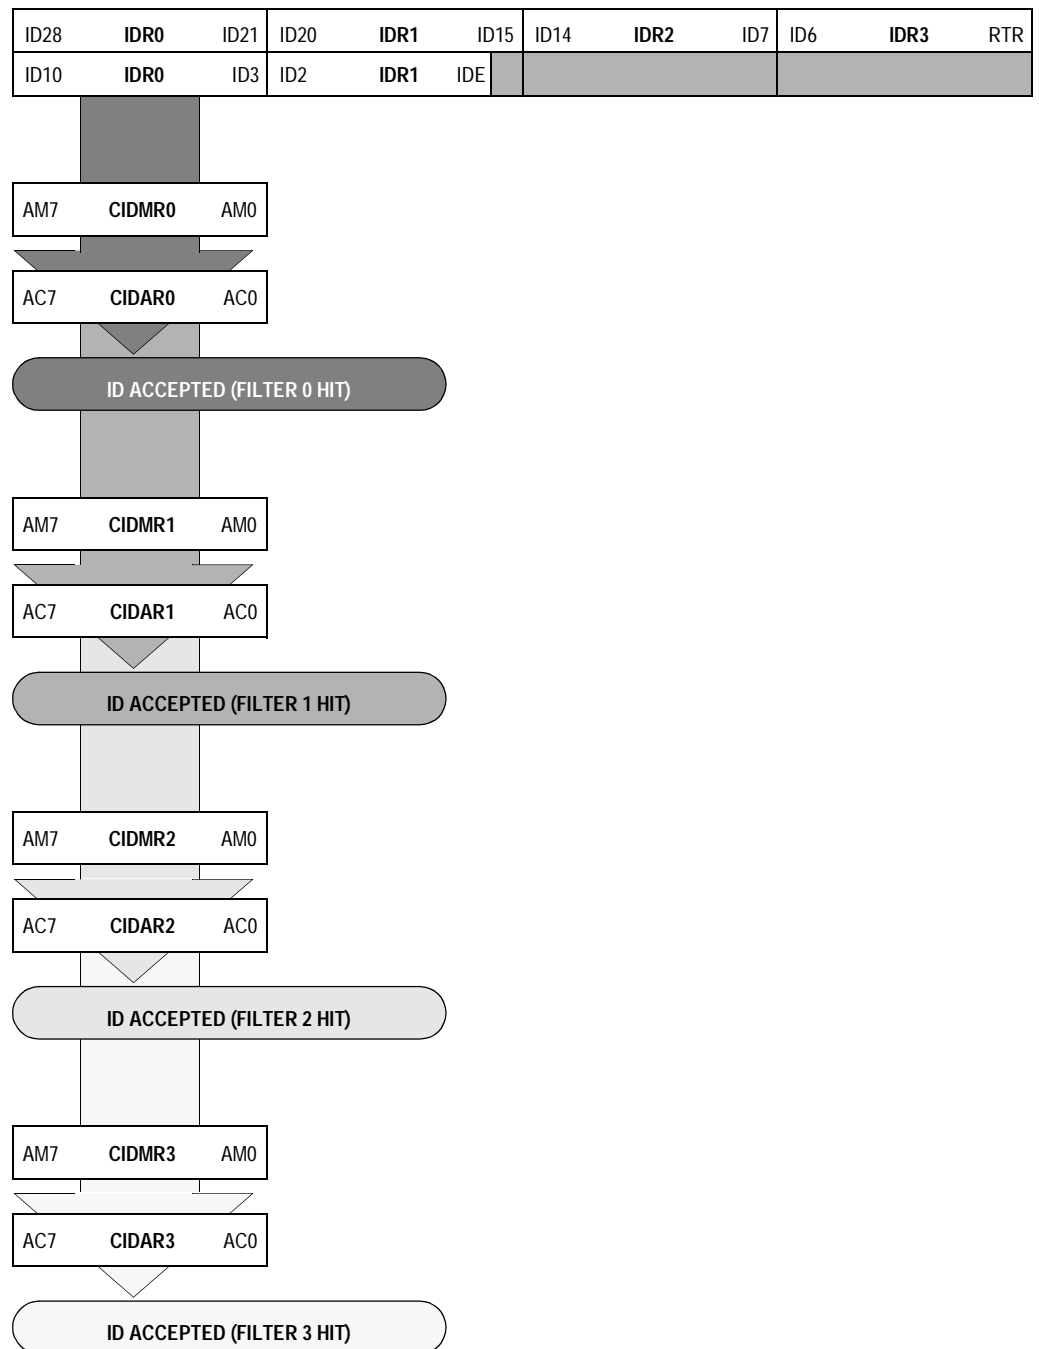 ID28 IDR0 ID21 ID20 IDR1 ID15 ID14 IDR2 ID7 ID6 IDR3 RTR
ID10 IDR0 ID3 ID2 IDR1 IDE
AM7 CIDMR0 AM0
AC7 CIDAR0 AC0
ID ACCEPTED (FILTER 0 HIT)
AM7 CIDMR1 AM0
AC7 CIDAR1 AC0
ID ACCEPTED (FILTER 1 HIT)
AM7 CIDMR2 AM0
AC7 CIDAR2 AC0
ID ACCEPTED (FILTER 2 HIT)
AM7 CIDMR3 AM0
AC7 CIDAR3 AC0
ID ACCEPTED (FILTER 3 HIT)